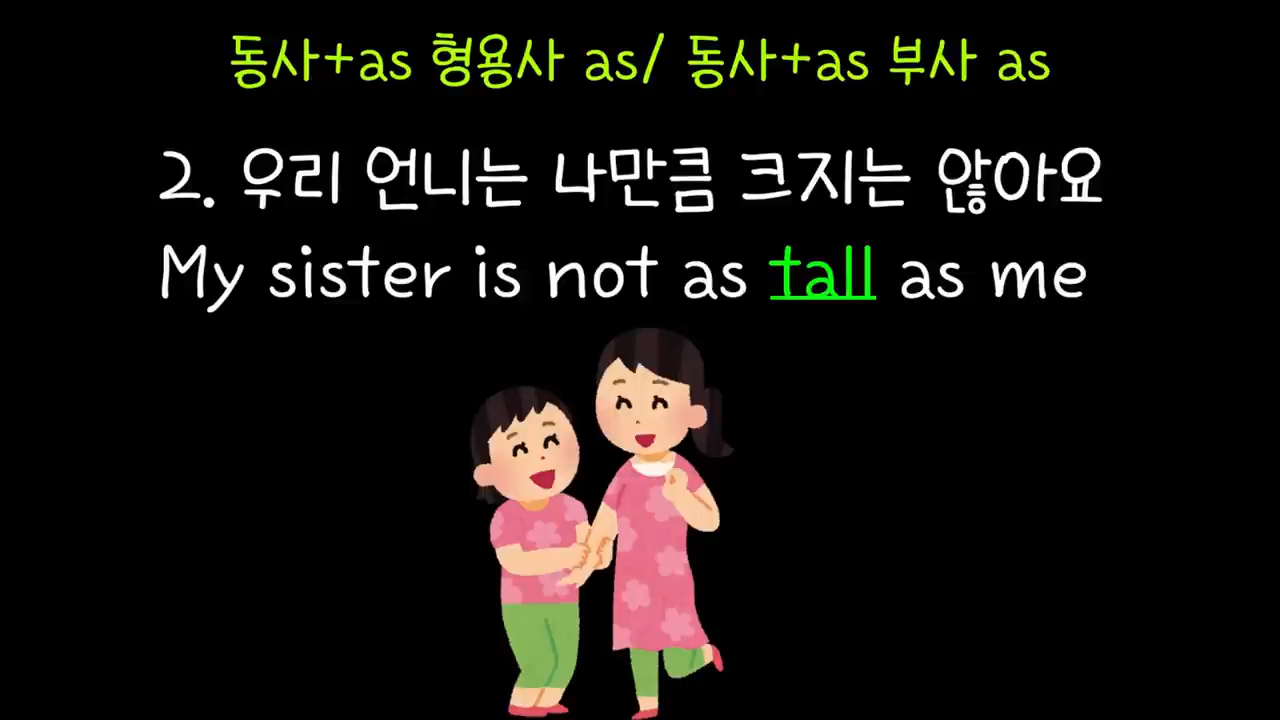 동사+as 형용사 as/ 동사+as 부사 as
2. 우리 언니는 나만큼 크지는 않아요
My sister is not as tall as me